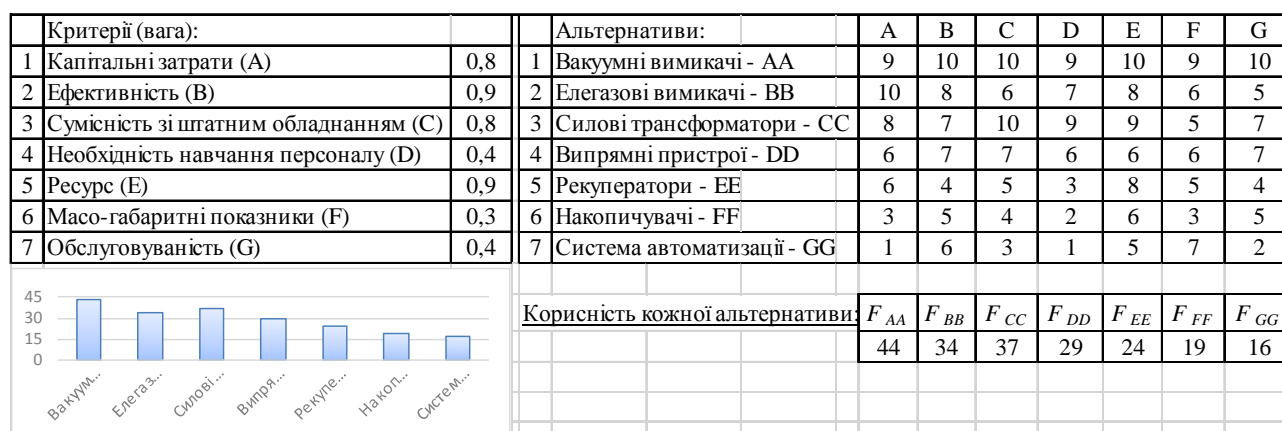 Критерії (вага): Альтернативи: A B C D E F G
1 Капітальні затрати (A) 0,8 1 Вакуумні вимикачі - AA 9 10 10 9 10 9 10
2 Ефективність (B) 0,9 2 Елегазові вимикачі - BB 10 8 6 7 8 6 5
3 Сумісність зі штатним обладнанням (C) 0,8 3 Силові трансформатори - CC 8 7 10 9 9 5 7
4 Необхідність навчання персоналу (D) 0,4 4 Випрямні пристрої - DD 6 7 7 6 6 6 7
5 Ресурс (E) 0,9 5 Рекуператори - EE 6 4 5 3 8 5 4
6 Масо-габаритні показники (F) 0,3 6 Накопичувачі - FF 3 5 4 2 6 3 5
7 Обслуговуваність (G) 0,4 7 Система автоматизації - GG 1 6 3 1 5 7 2
45
30
15
0
Вакуум... Елегаз... Силові... Випря... Рекупе... Накоп... Систем...
Корисність кожної альтернативи: F AA F BB F CC F DD F EE F FF F GG
44 34 37 29 24 19 16